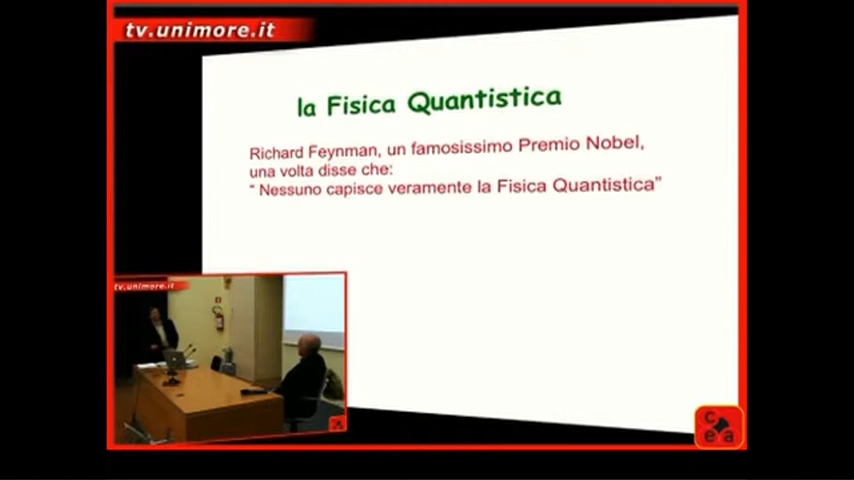 tv.unimore.it
la Fisica Quantistica
Richard Feynman, un famosissimo Premio Nobel,
una volta disse che:
“ Nessuno capisce veramente la Fisica Quantistica”
tv.unimore.it
c
e a